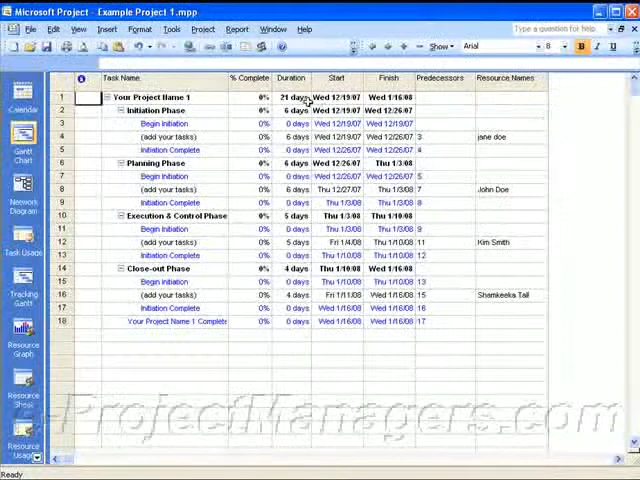 Microsoft Project - Example Project 1.mpp
File Edit View Insert Format Tools Project Report Window Help Type a question for help
Show Arial 8 B I U
Task Name % Complete Duration Start Finish Predecessors Resource Names
1 Your Project Name 1 0% 21 days Wed 12/19/07 Wed 1/16/08
2 Initiation Phase 0% 6 days Wed 12/19/07 Wed 12/26/07
3 Begin Initiation 0% 0 days Wed 12/19/07 Wed 12/19/07
4 (add your tasks) 0% 6 days Wed 12/19/07 Wed 12/26/07 3 jane doe
5 Initiation Complete 0% 0 days Wed 12/26/07 Wed 12/26/07 4
6 Planning Phase 0% 6 days Wed 12/26/07 Thu 1/3/08
7 Begin Initiation 0% 0 days Wed 12/26/07 Wed 12/26/07 5
8 (add your tasks) 0% 6 days Thu 12/27/07 Thu 1/3/08 7 John Doe
9 Initiation Complete 0% 0 days Thu 1/3/08 Thu 1/3/08 8
10 Execution & Control Phase 0% 5 days Thu 1/3/08 Thu 1/10/08
11 Begin Initiation 0% 0 days Thu 1/3/08 Thu 1/3/08 9
12 (add your tasks) 0% 5 days Fri 1/4/08 Thu 1/10/08 11 Kim Smith
13 Initiation Complete 0% 0 days Thu 1/10/08 Thu 1/10/08 12
14 Close-out Phase 0% 4 days Thu 1/10/08 Wed 1/16/08
15 Begin Initiation 0% 0 days Thu 1/10/08 Thu 1/10/08 13
16 (add your tasks) 0% 4 days Fri 1/11/08 Wed 1/16/08 15 Shamkeeka Tail
17 Initiation Complete 0% 0 days Wed 1/16/08 Wed 1/16/08 16
18 Your Project Name 1 Complete 0% 0 days Wed 1/16/08 Wed 1/16/08 17
Calendar
Gantt
Chart
Network
Diagram
Task Usage
Tracking
Gantt
Resource
Graph
Resource
Sheet
Resource
Usage
e-ProjectManagers.com
Ready